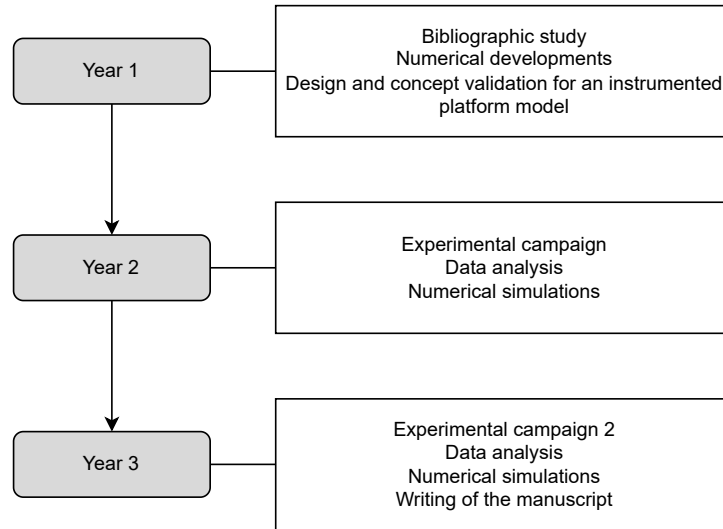 Year 1
Bibliographic study
Numerical developments
Design and concept validation for an instrumented
platform model
Year 2
Experimental campaign
Data analysis
Numerical simulations
Year 3
Experimental campaign 2
Data analysis
Numerical simulations
Writing of the manuscript